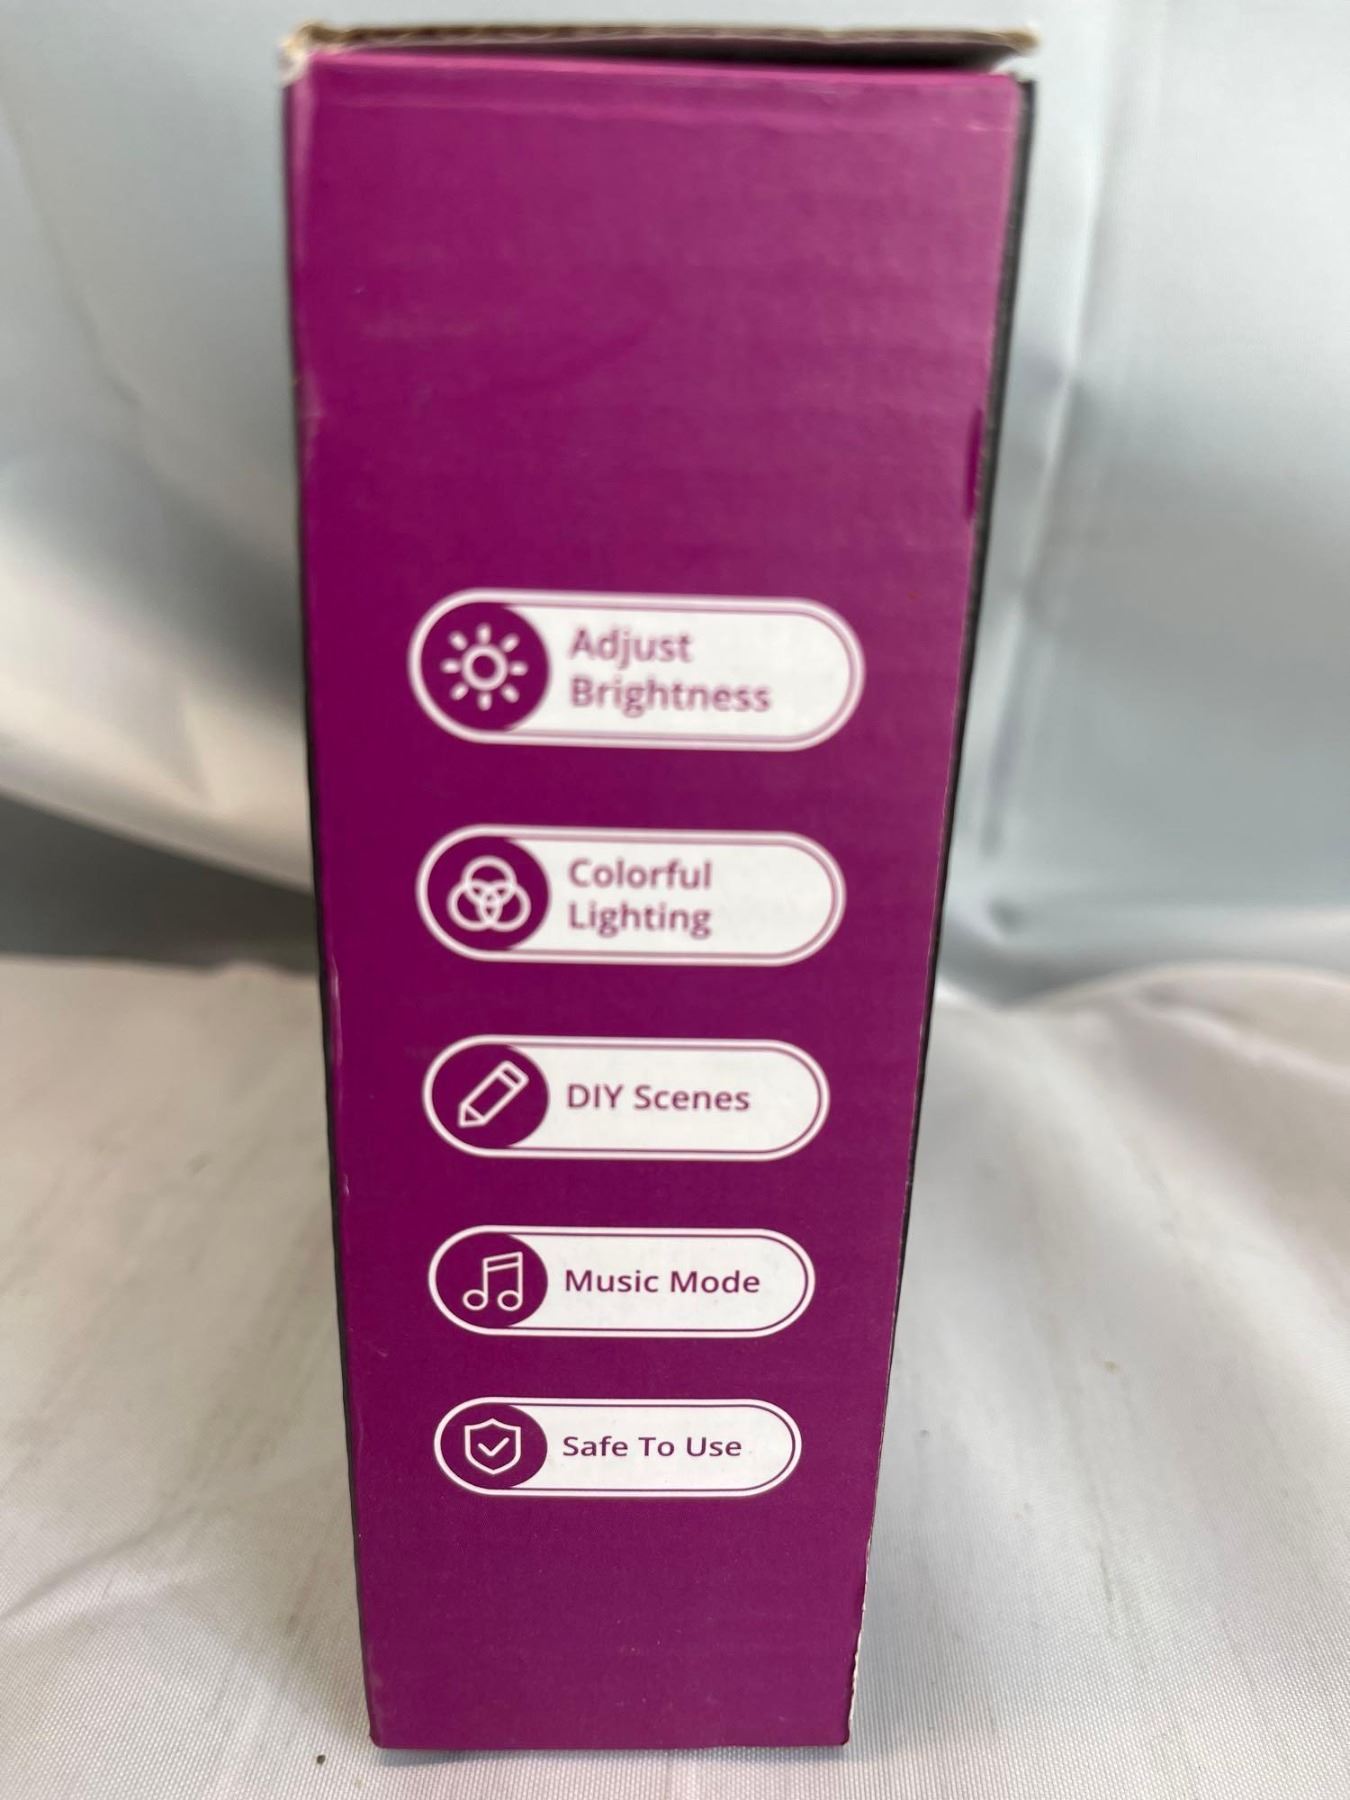 Adjust
Brightness
Colorful
Lighting
DIY Scenes
Music Mode
Safe To Use